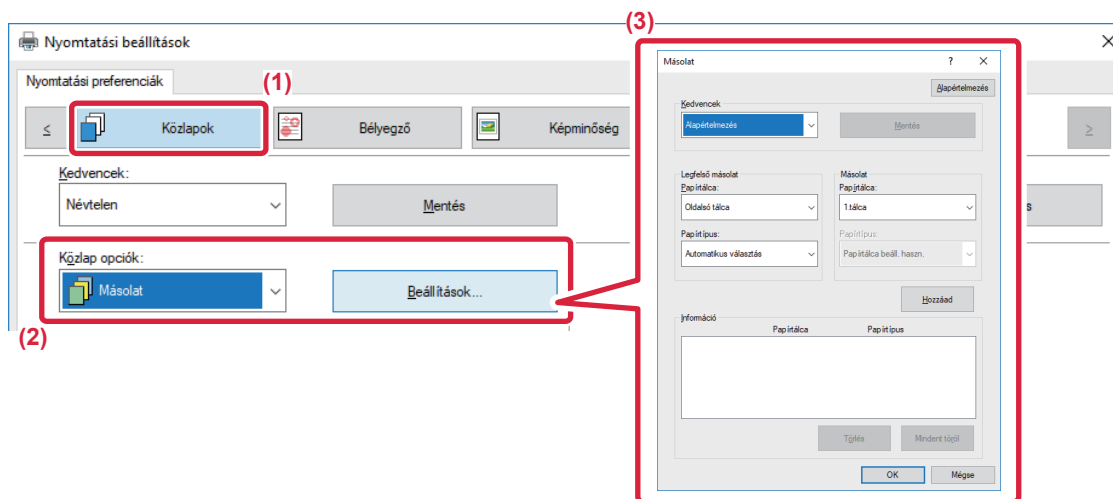 (3)
Nyomtatási beállítások
Nyomtatási preferenciák
(1)
≤
Közlapok
Bélyegző
Képminőség
≥
Kedvencek:
Névtelen
Mentés
s
Közlap opciók:
Másolat
Beállítások...
(2)
Másolat
?
Alapértelmezés
Kedvencek
Alapértelmezés
Mentés
Legfelső másolat
Papírtálca:
Oldalsó tálca
Papírtípus:
Automatikus választás
Másolat
Papírtálca:
1.tálca
Papírtípus:
Papírtálca beáll. haszn.
Hozzáad
Információ
Papírtálca Papírtípus
Törlés
Mindent töröl
OK
Mégse